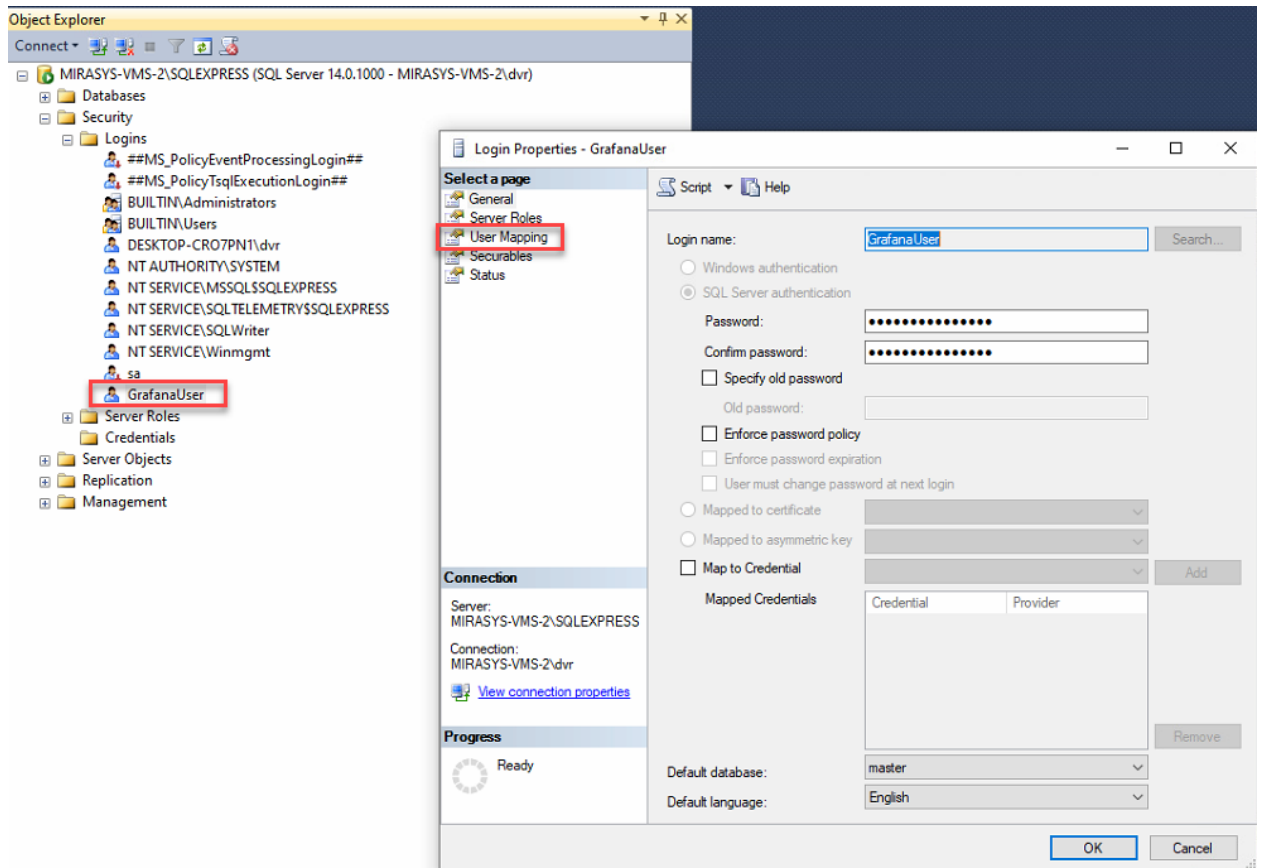 Object Explorer
Connect
MIRASYS-VMS-2\SQLEXPRESS (SQL Server 14.0.1000 - MIRASYS-VMS-2\dvr)
Databases
Security
Logins
##MS_PolicyEventProcessingLogin##
##MS_PolicyTsqlExecutionLogin##
BUILTIN\Administrators
BUILTIN\Users
DESKTOP-CRO7PN1\dvr
NT AUTHORITY\SYSTEM
NT SERVICE\MSSQL$SQLEXPRESS
NT SERVICE\SQLTELEMETRY$SQLEXPRESS
NT SERVICE\SQLWriter
NT SERVICE\Winmgmt
sa
GrafanaUser
Server Roles
Credentials
Server Objects
Replication
Management
Login Properties - GrafanaUser
Select a page
General
Server Roles
User Mapping
Securables
Status
Connection
Server:
MIRASYS-VMS-2\SQLEXPRESS
Connection:
MIRASYS-VMS-2\dvr
View connection properties
Progress
Ready
Script Help
Login name: GrafanaUser Search...
Windows authentication
SQL Server authentication
Password: ●●●●●●●●●●●●●●●
Confirm password: ●●●●●●●●●●●●●●●
Specify old password
Old password:
Enforce password policy
Enforce password expiration
User must change password at next login
Mapped to certificate
Mapped to asymmetric key
Map to Credential Add
Mapped Credentials Credential Provider
Remove
Default database: master
Default language: English
OK Cancel